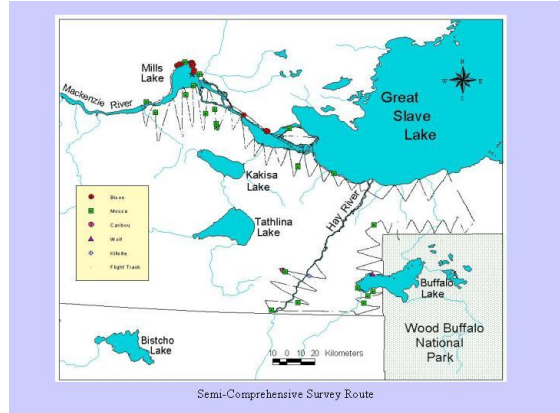 Mills
Lake
Mackenzie River
Great
Slave
Lake
N
W
E
S
Kakisa
Lake
Tathlina
Lake
Hay River
Bison
Moose
Caribou
Wolf
Killsite
Flight Track
Buffalo
Lake
Wood Buffalo
National
Park
Bistcho
Lake
10 0 10 20 Kilometers
Semi-Comprehensive Survey Route